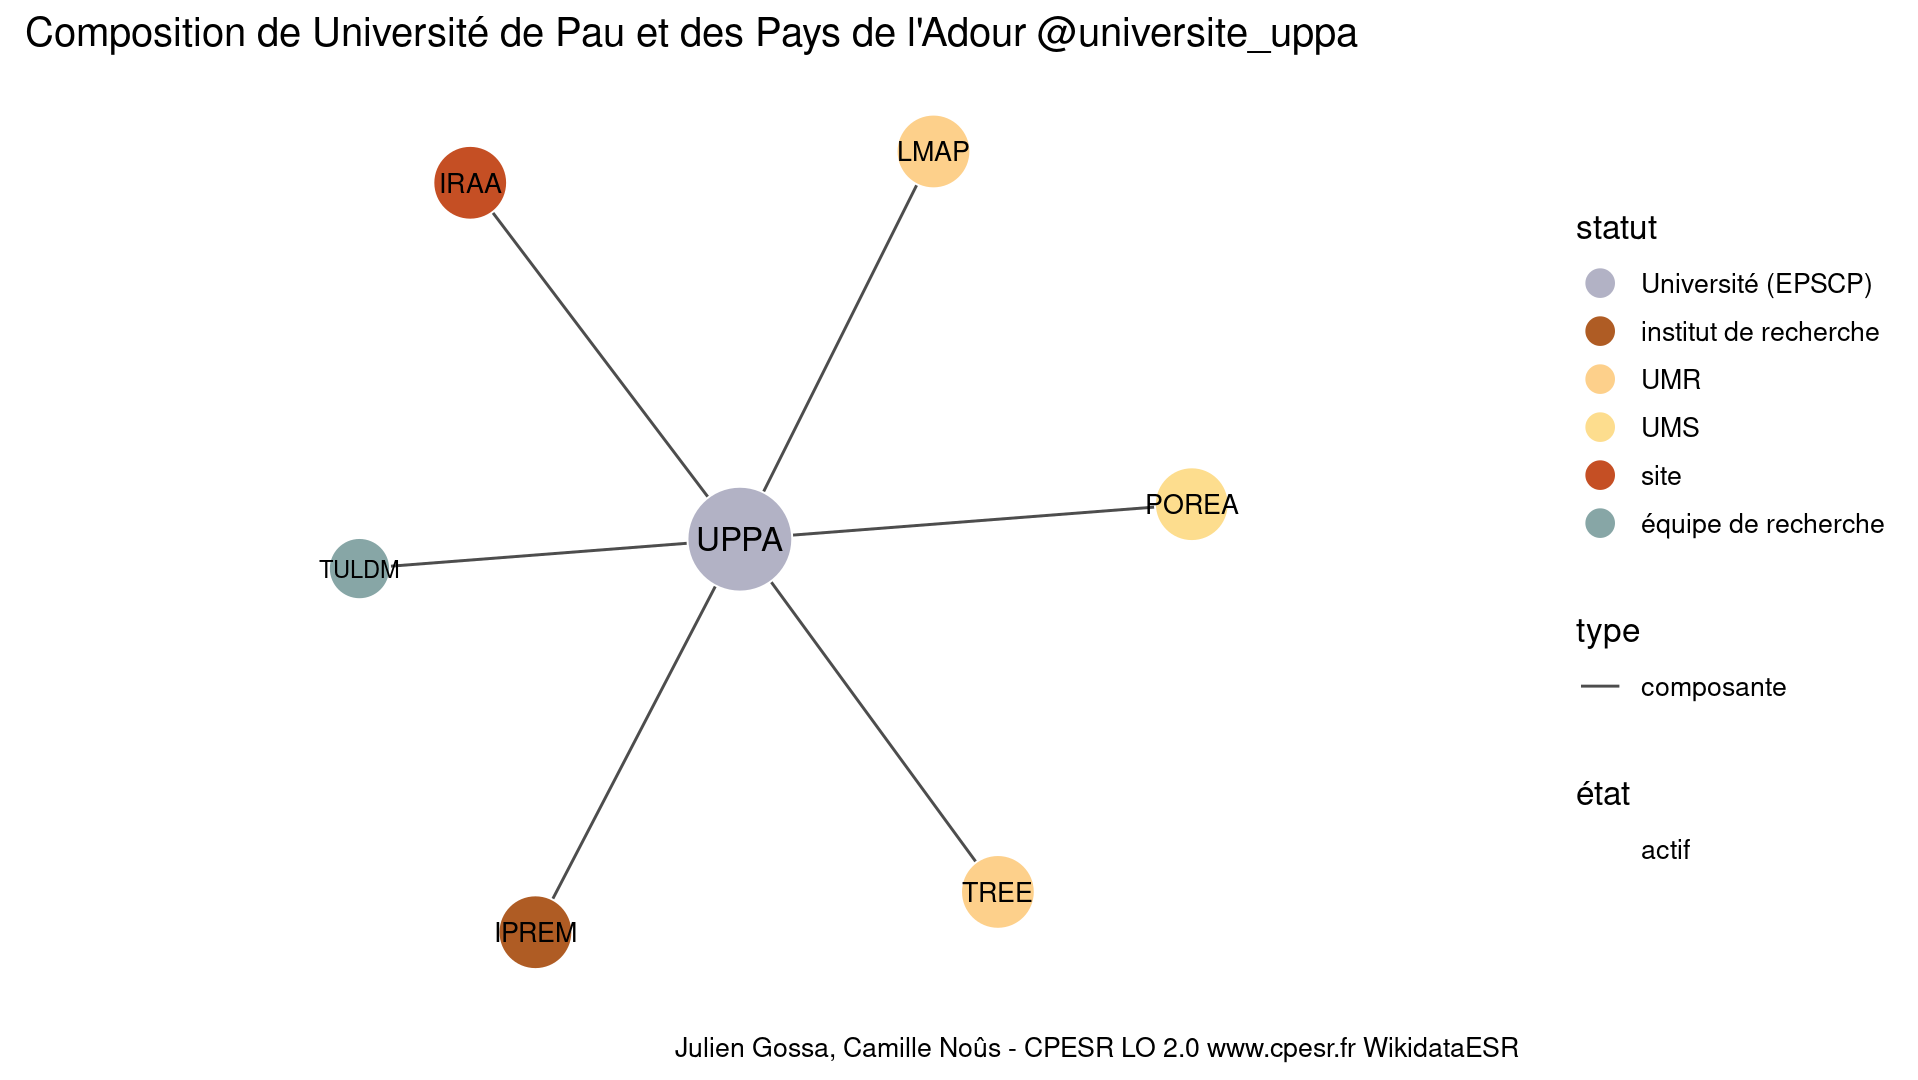 Composition de Université de Pau et des Pays de l'Adour @universite_uppa
LMAP
IRAA
POREA
UPPA
TULDM
TREE
IPREM
statut
Université (EPSCP)
institut de recherche
UMR
UMS
site
équipe de recherche
type
composante
état
actif
Julien Gossa, Camille Noûs - CPESR LO 2.0 www.cpesr.fr WikidataESR